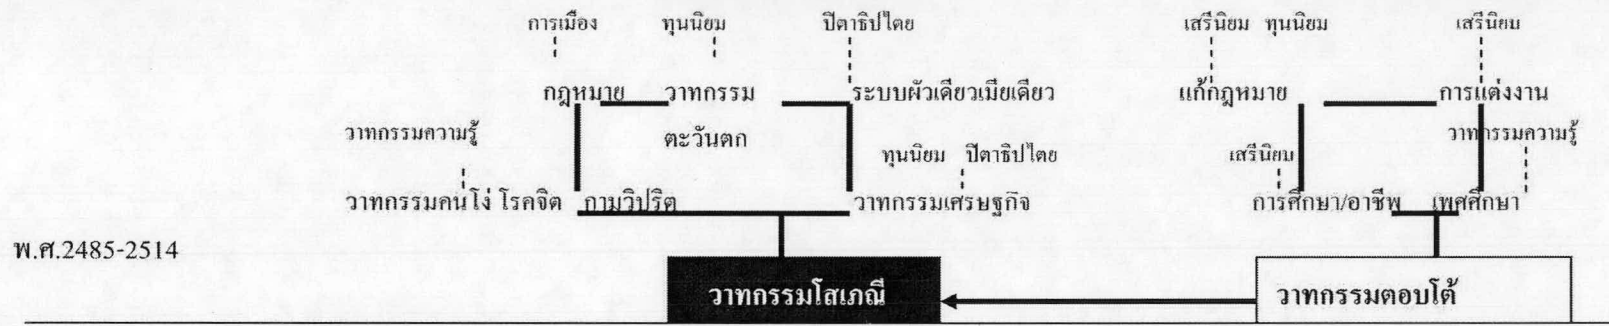 การเมือง ทุนนิยม ปิตาธิปไตย เสรีนิยม ทุนนิยม เสรีนิยม
กฎหมาย วาทกรรม ระบบผัวเดียวเมียเดียว แก้กฎหมาย การแต่งงาน
วาทกรรมความรู้ ตะวันตก วาทกรรมความรู้
ทุนนิยม ปิตาธิปไตย เสรีนิยม
วาทกรรมคนโง่ โรคจิต กามวิปริต วาทกรรมเศรษฐกิจ การศึกษา/อาชีพ เพศศึกษา
พ.ศ.2485-2514
วาทกรรมโสเภณี วาทกรรมตอบโต้